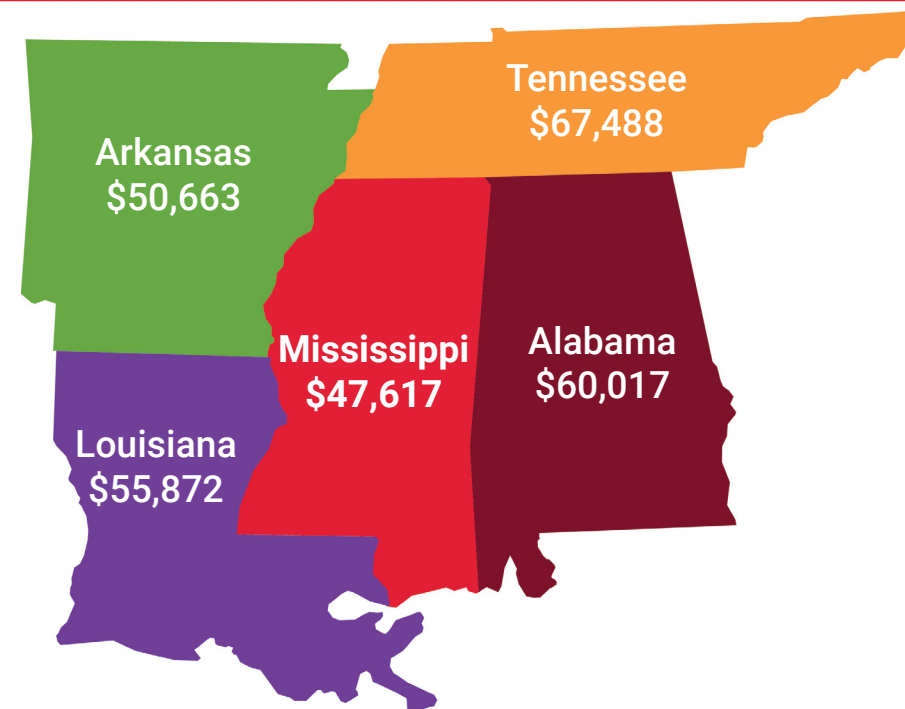 Tennessee
$67,488
Arkansas
$50,663
Mississippi
$47,617
Alabama
$60,017
Louisiana
$55,872